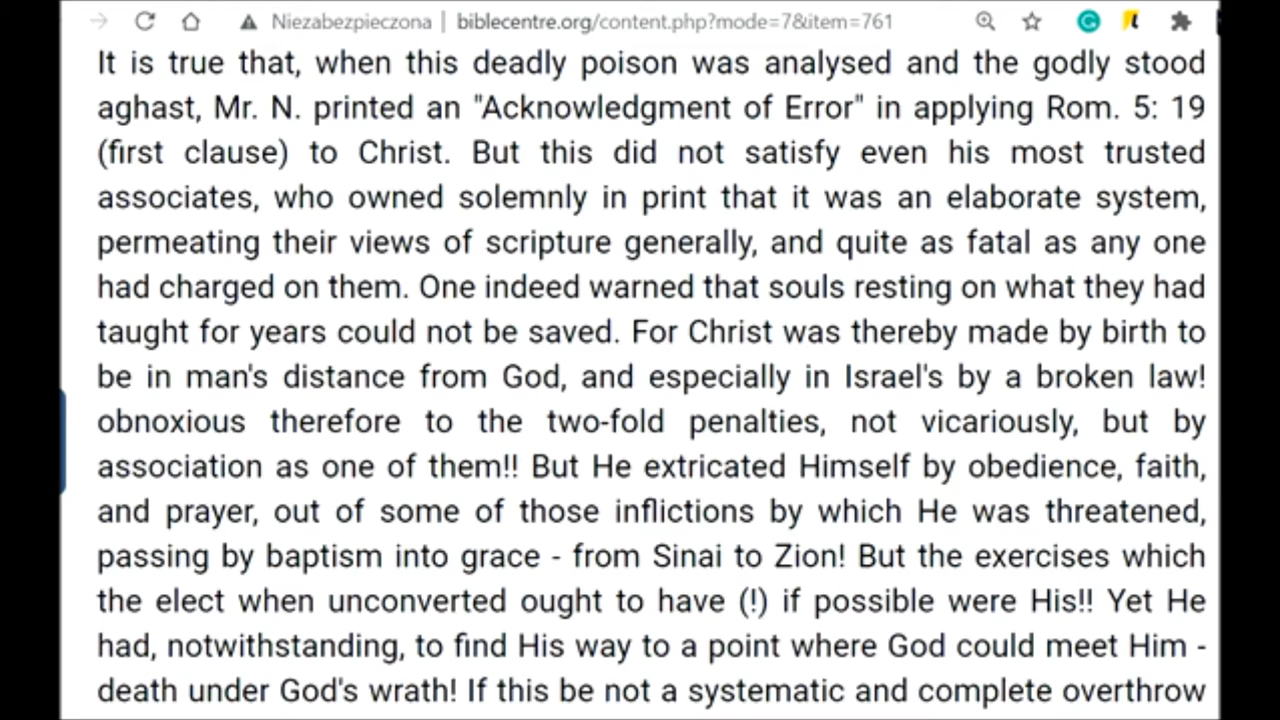 Niezabezpieczona | biblecentre.org/content.php?mode=7&item=761
It is true that, when this deadly poison was analysed and the godly stood
aghast, Mr. N. printed an "Acknowledgment of Error" in applying Rom. 5: 19
(first clause) to Christ. But this did not satisfy even his most trusted
associates, who owned solemnly in print that it was an elaborate system,
permeating their views of scripture generally, and quite as fatal as any one
had charged on them. One indeed warned that souls resting on what they had
taught for years could not be saved. For Christ was thereby made by birth to
be in man's distance from God, and especially in Israel's by a broken law!
obnoxious therefore to the two-fold penalties, not vicariously, but by
association as one of them!! But He extricated Himself by obedience, faith,
and prayer, out of some of those inflictions by which He was threatened,
passing by baptism into grace - from Sinai to Zion! But the exercises which
the elect when unconverted ought to have (!) if possible were His!! Yet He
had, notwithstanding, to find His way to a point where God could meet Him -
death under God's wrath! If this be not a systematic and complete overthrow